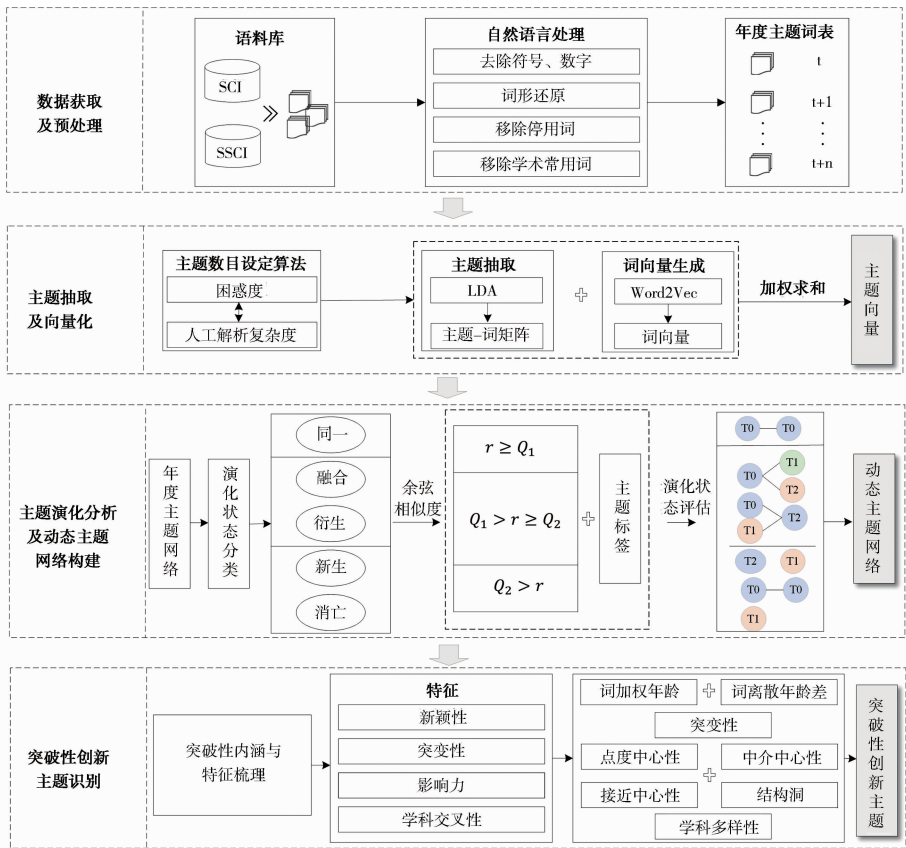 数据获取
及预处理
语料库
SCI
SSCI
自然语言处理
去除符号、数字
词形还原
移除停用词
移除学术常用词
年度主题词表
t
t+1
t+n
主题抽取
及向量化
主题数目设定算法
困惑度
人工解析复杂度
主题抽取
LDA
主题-词矩阵
词向量生成
Word2Vec
词向量
加权求和
主题向量
主题演化分析
及动态主题
网络构建
年度主题网络
演化状态分类
同一
融合
衍生
新生
消亡
余弦
相似度
r ≥ Q₁
Q₁ > r ≥ Q₂
Q₂ > r
主题标签
演化状
态评估
T0 T0
T1
T0
T2
T0
T2
T1
T2 T1
T0 T0
T1
动态主题网络
突破性创新
主题识别
突破性内涵与
特征梳理
特征
新颖性
突变性
影响力
学科交叉性
词加权年龄
词离散年龄差
突变性
点度中心性
中介中心性
接近中心性
结构洞
学科多样性
突破性创新主题